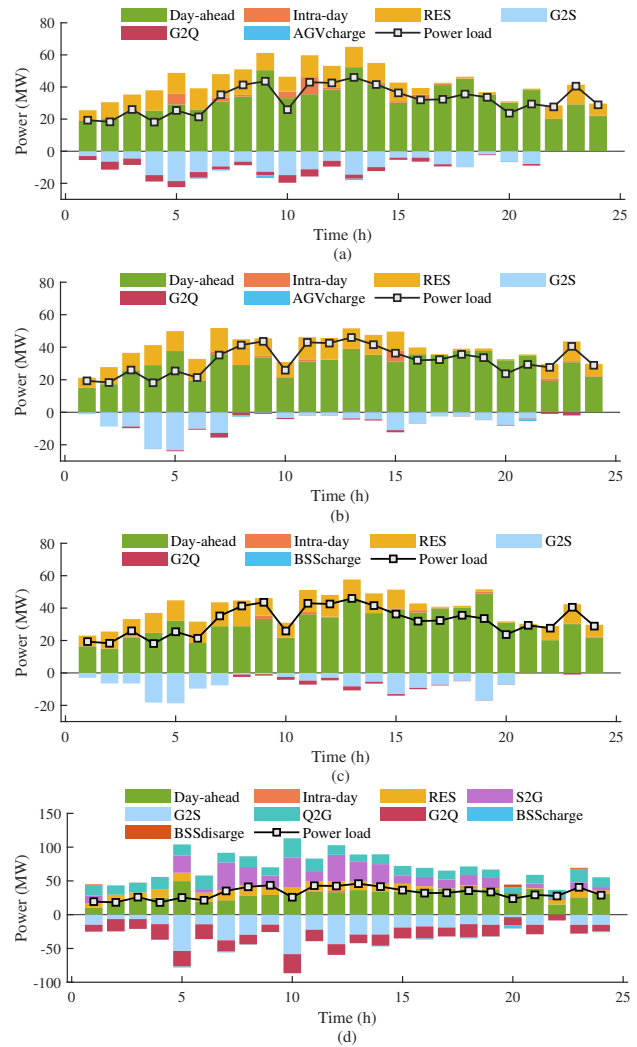 Day-ahead Intra-day RES G2S
G2Q AGVcharge Power load
Power (MW)
80
60
40
20
0
-20
0 5 10 15 20 25
Time (h)
(a)
Day-ahead Intra-day RES G2S
G2Q AGVcharge Power load
Power (MW)
80
60
40
20
0
-20
0 5 10 15 20 25
Time (h)
(b)
Day-ahead Intra-day RES G2S
G2Q BSScharge Power load
Power (MW)
80
60
40
20
0
-20
0 5 10 15 20 25
Time (h)
(c)
Day-ahead Intra-day RES S2G
G2S Q2G G2Q BSScharge
BSSdisarge Power load
Power (MW)
150
100
50
0
-50
-100
0 5 10 15 20 25
Time (h)
(d)